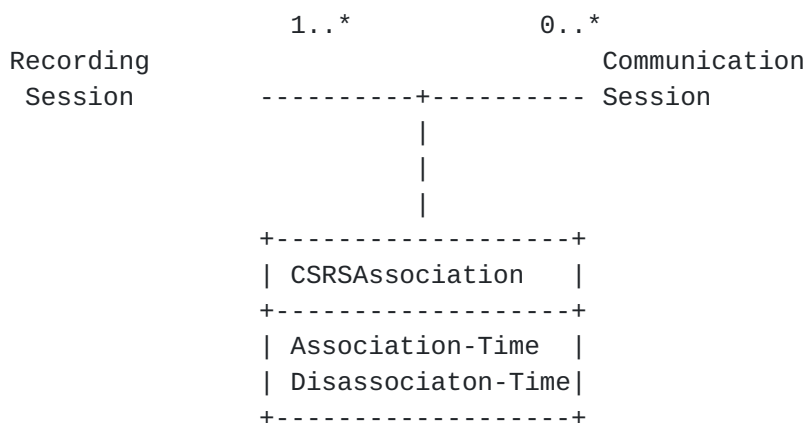 1..* 0..*
Recording Communication
Session ----------+---------- Session
|
|
|
+-------------------+
| CSRSAssociation |
+-------------------+
| Association-Time |
| Disassociaton-Time|
+-------------------+